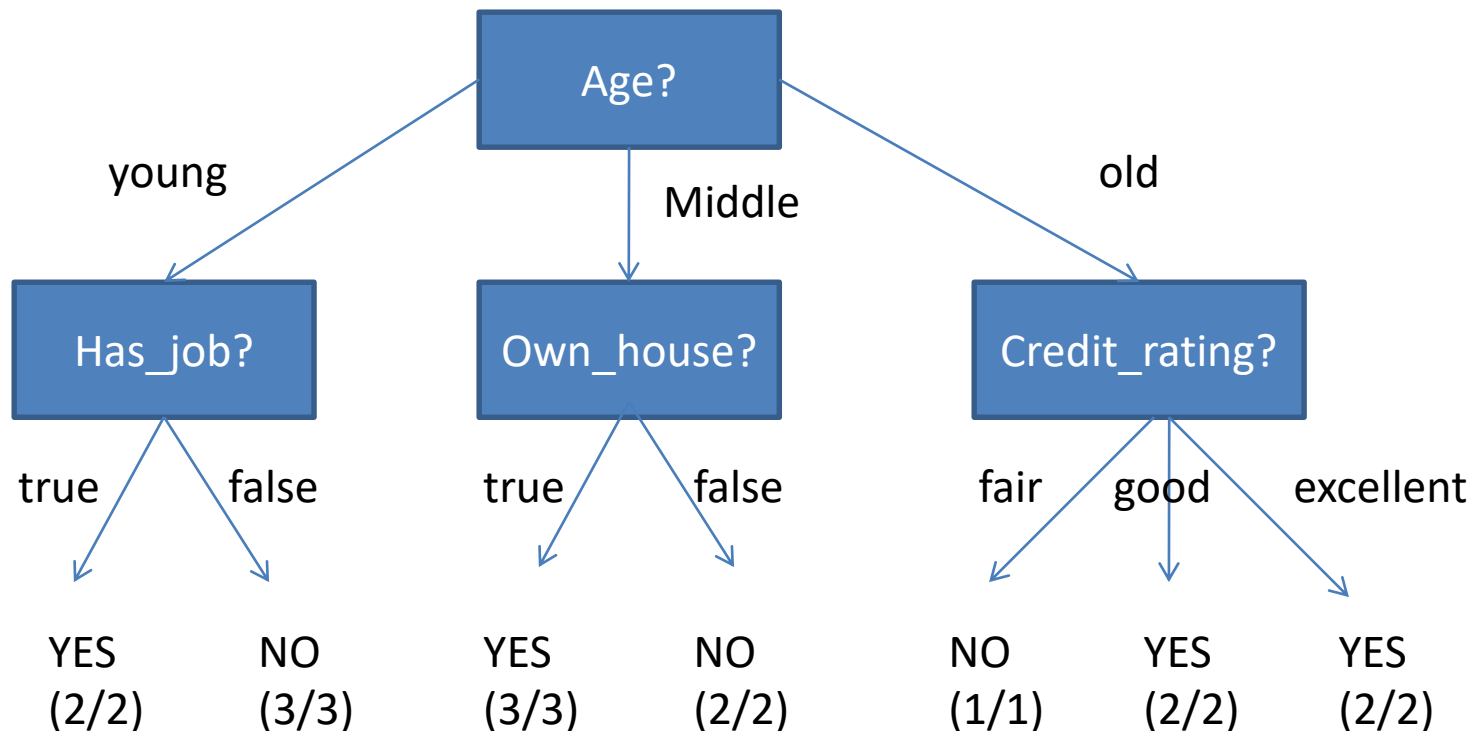 Age?
young
Middle
old
Has_job?
Own_house?
Credit_rating?
true
false
true
false
fair
good
excellent
YES
(2/2)
NO
(3/3)
YES
(3/3)
NO
(2/2)
NO
(1/1)
YES
(2/2)
YES
(2/2)